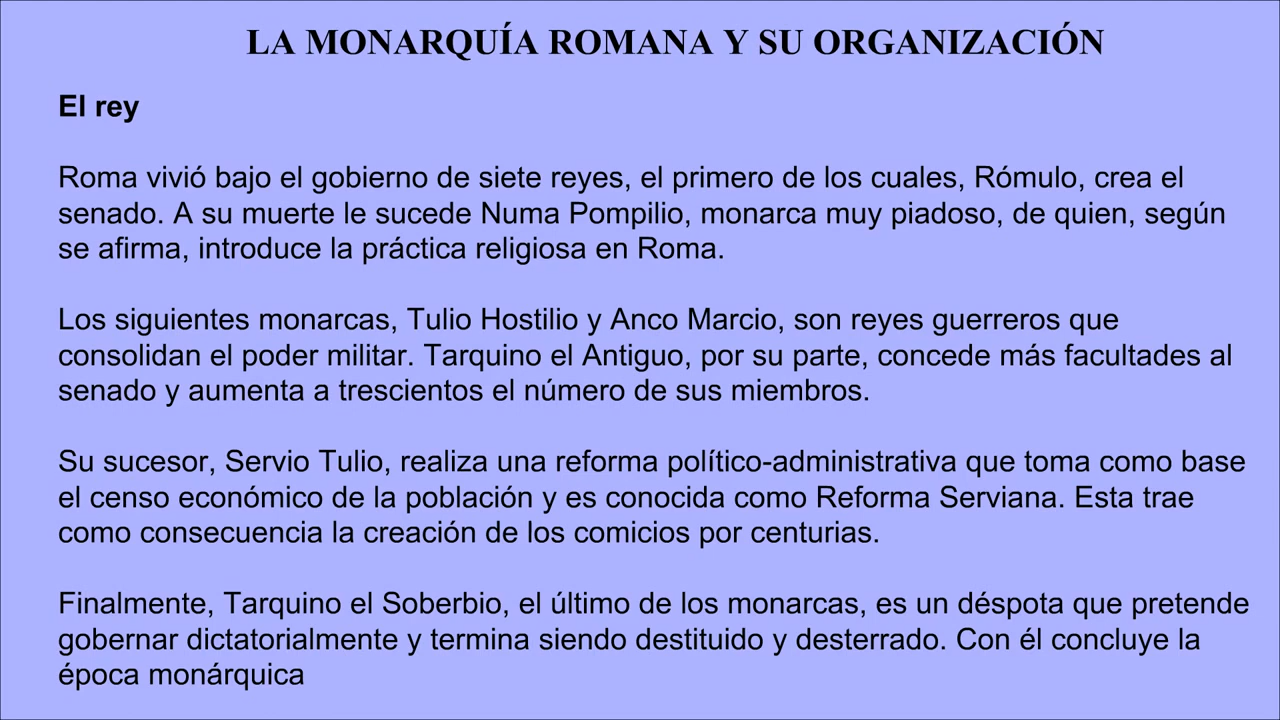 LA MONARQUÍA ROMANA Y SU ORGANIZACIÓN
El rey
Roma vivió bajo el gobierno de siete reyes, el primero de los cuales, Rómulo, crea el
senado. A su muerte le sucede Numa Pompilio, monarca muy piadoso, de quien, según
se afirma, introduce la práctica religiosa en Roma.
Los siguientes monarcas, Tulio Hostilio y Anco Marcio, son reyes guerreros que
consolidan el poder militar. Tarquino el Antiguo, por su parte, concede más facultades al
senado y aumenta a trescientos el número de sus miembros.
Su sucesor, Servio Tulio, realiza una reforma político-administrativa que toma como base
el censo económico de la población y es conocida como Reforma Serviana. Esta trae
como consecuencia la creación de los comicios por centurias.
Finalmente, Tarquino el Soberbio, el último de los monarcas, es un déspota que pretende
gobernar dictatorialmente y termina siendo destituido y desterrado. Con él concluye la
época monárquica